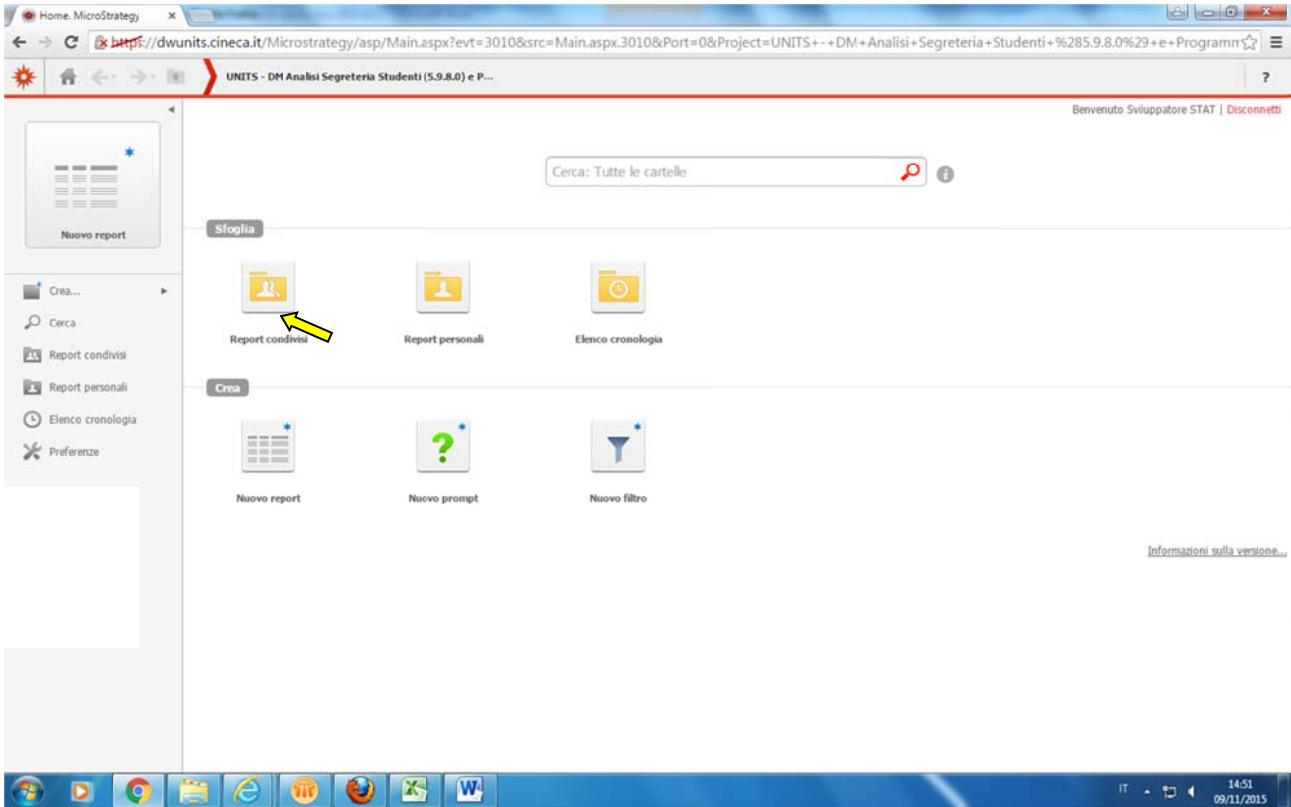 Home. MicroStrategy
https://dwunits.cineca.it/Microstrategy/asp/Main.aspx?evt=3010&src=Main.aspx.3010&Port=0&Project=UNITS+-+DM+Analisi+Segreteria+Studenti+%285.9.8.0%29+e+Programm
UNITS - DM Analisi Segreteria Studenti (5.9.8.0) e P...
?
Benvenuto Sviluppatore STAT | Disconnetti
Cerca: Tutte le cartelle
Nuovo report
Sfoglia
Crea...
Cerca
Report condivisi
Report personali
Elenco cronologia
Preferenze
Report condivisi
Report personali
Elenco cronologia
Crea
Nuovo report
Nuovo prompt
Nuovo filtro
Informazioni sulla versione...
IT
14:51
09/11/2015